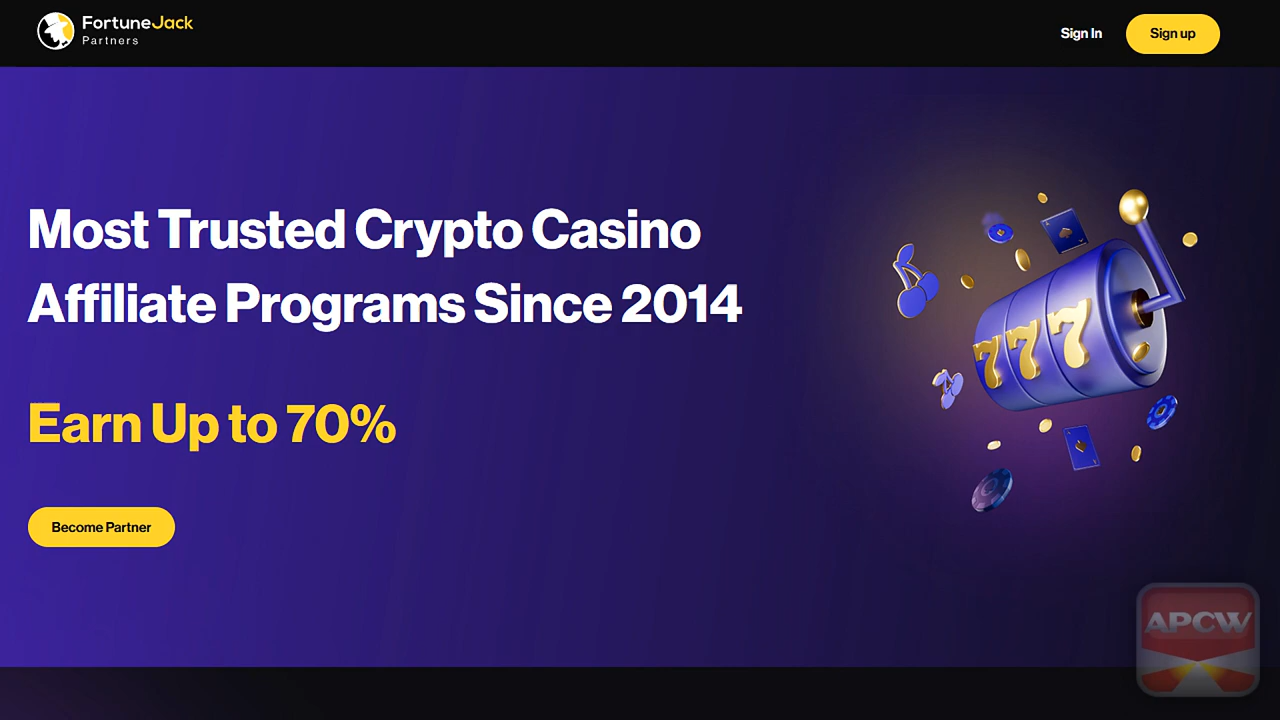 FortuneJack
Partners
Sign In
Sign up
Most Trusted Crypto Casino
Affiliate Programs Since 2014
Earn Up to 70%
Become Partner
777
APCW